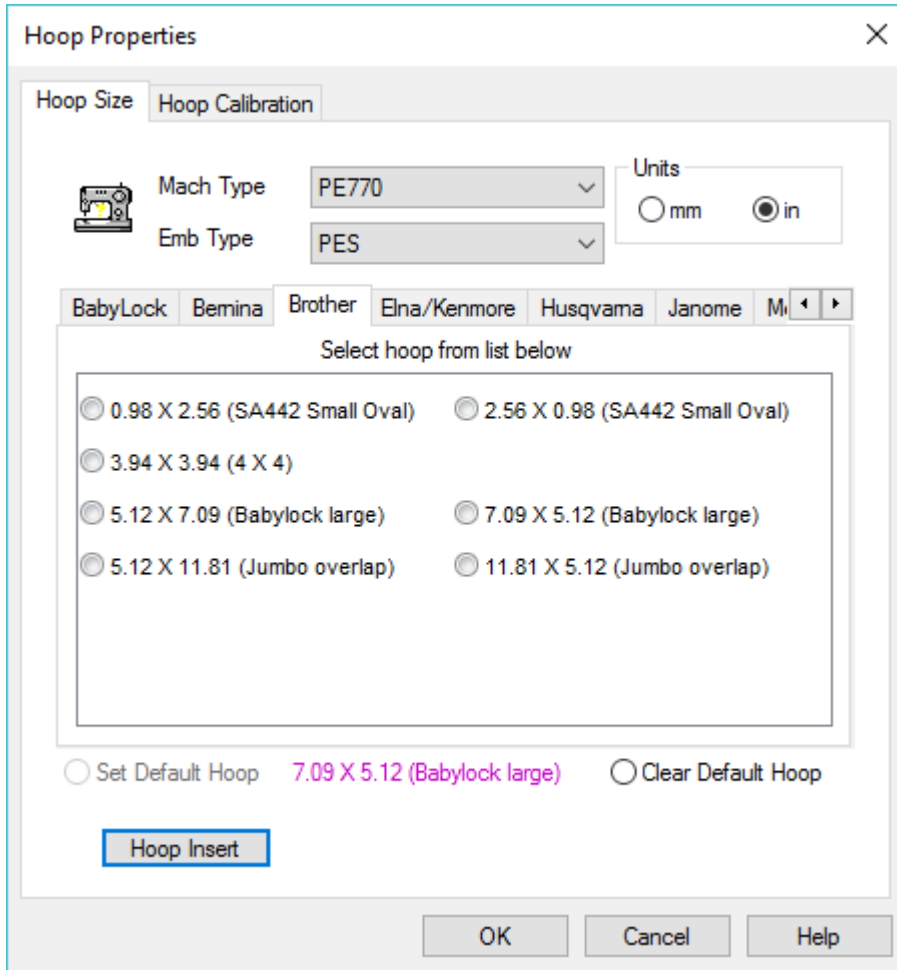 Hoop Properties
Hoop Size Hoop Calibration
Mach Type PE770
Units
mm in
Emb Type PES
BabyLock Bernina Brother Elna/Kenmore Husqvarna Janome M
Select hoop from list below
0.98 X 2.56 (SA442 Small Oval) 2.56 X 0.98 (SA442 Small Oval)
3.94 X 3.94 (4 X 4)
5.12 X 7.09 (Babylock large) 7.09 X 5.12 (Babylock large)
5.12 X 11.81 (Jumbo overlap) 11.81 X 5.12 (Jumbo overlap)
Set Default Hoop 7.09 X 5.12 (Babylock large) Clear Default Hoop
Hoop Insert
OK Cancel Help